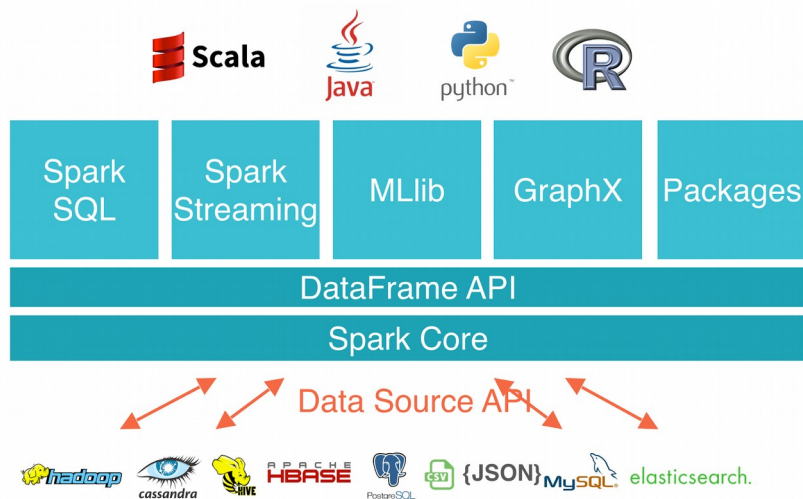 Scala
Java
python™
R
Spark
SQL
Spark
Streaming
MLlib
GraphX
Packages
DataFrame API
Spark Core
Data Source API
hadoop
cassandra
HIVE
APACHE
HBASE
PostgreSQL
CSV
{JSON}
MySQL
elasticsearch.